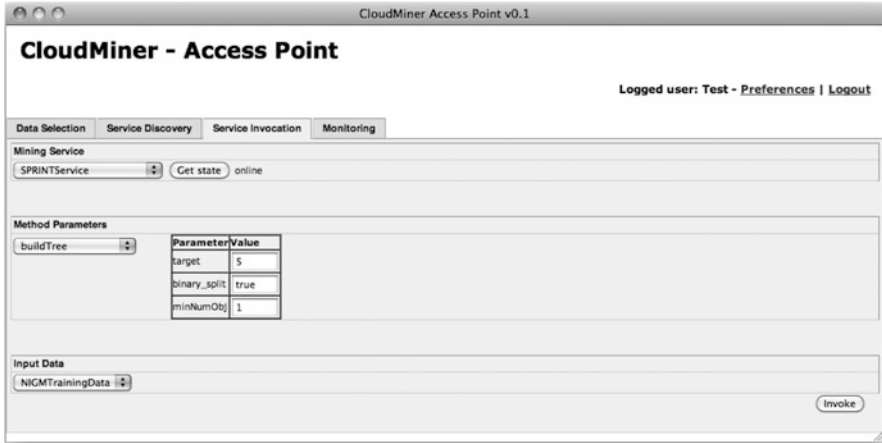 CloudMiner Access Point v0.1
CloudMiner - Access Point
Logged user: Test - Preferences | Logout
Data Selection Service Discovery Service Invocation Monitoring
Mining Service
SPRINTService Get state online
Method Parameters
buildTree
Parameter Value
target 5
binary_split true
minNumObj 1
Input Data
NIGMTrainingData
Invoke